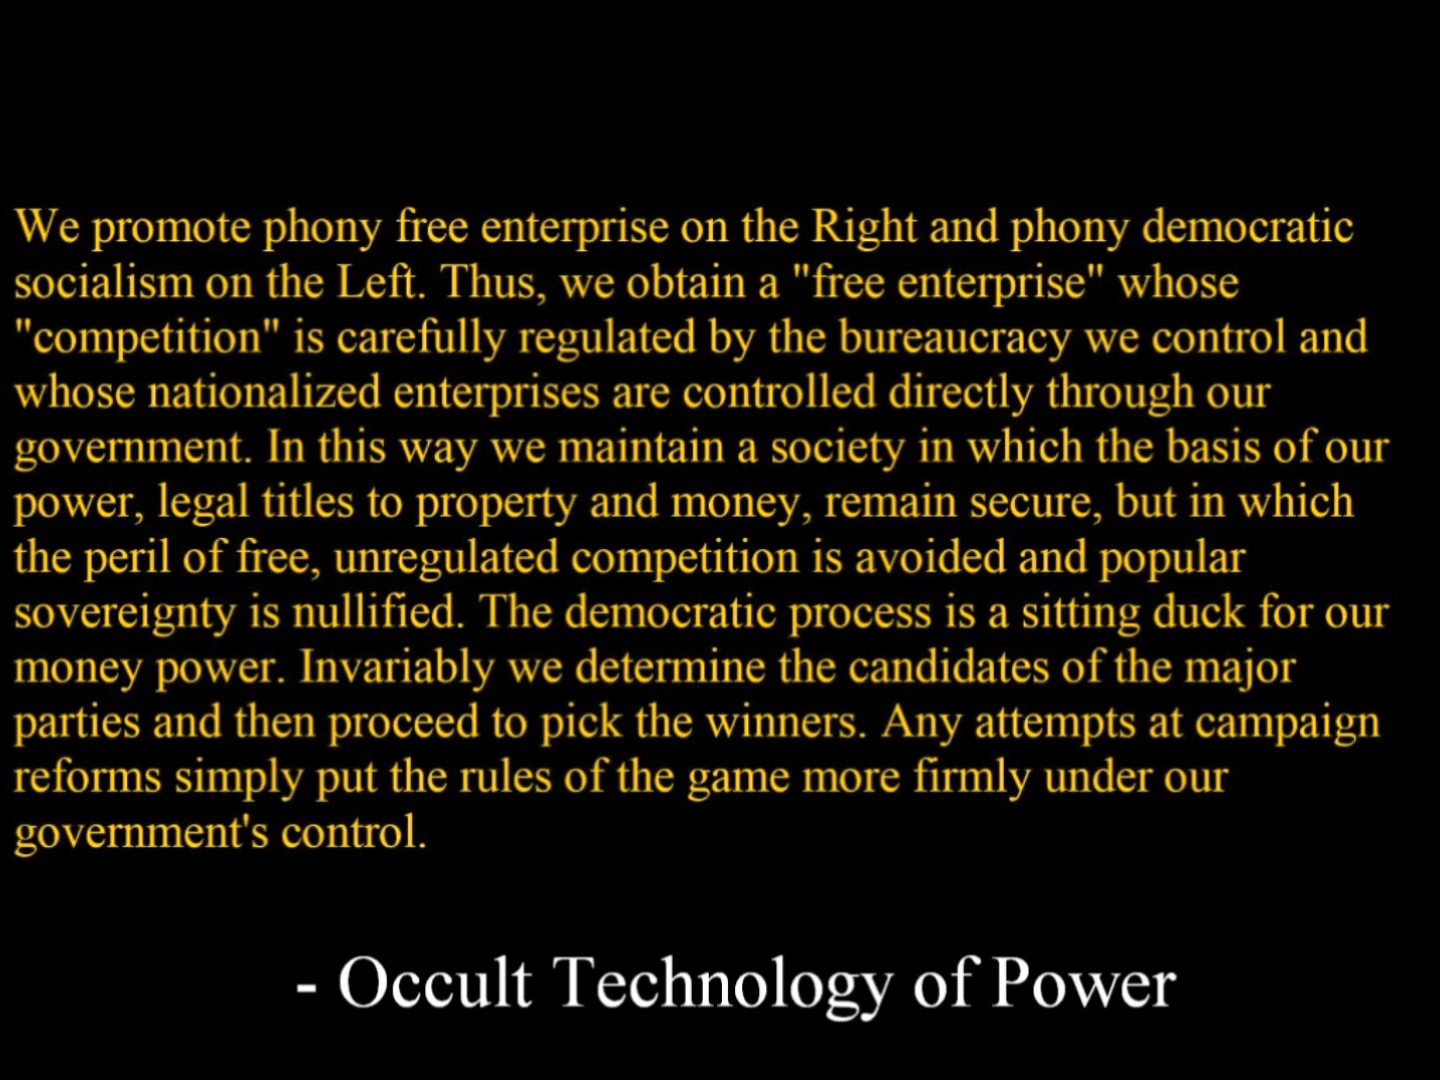 We promote phony free enterprise on the Right and phony democratic
socialism on the Left. Thus, we obtain a "free enterprise" whose
"competition" is carefully regulated by the bureaucracy we control and
whose nationalized enterprises are controlled directly through our
government. In this way we maintain a society in which the basis of our
power, legal titles to property and money, remain secure, but in which
the peril of free, unregulated competition is avoided and popular
sovereignty is nullified. The democratic process is a sitting duck for our
money power. Invariably we determine the candidates of the major
parties and then proceed to pick the winners. Any attempts at campaign
reforms simply put the rules of the game more firmly under our
government's control.
- Occult Technology of Power